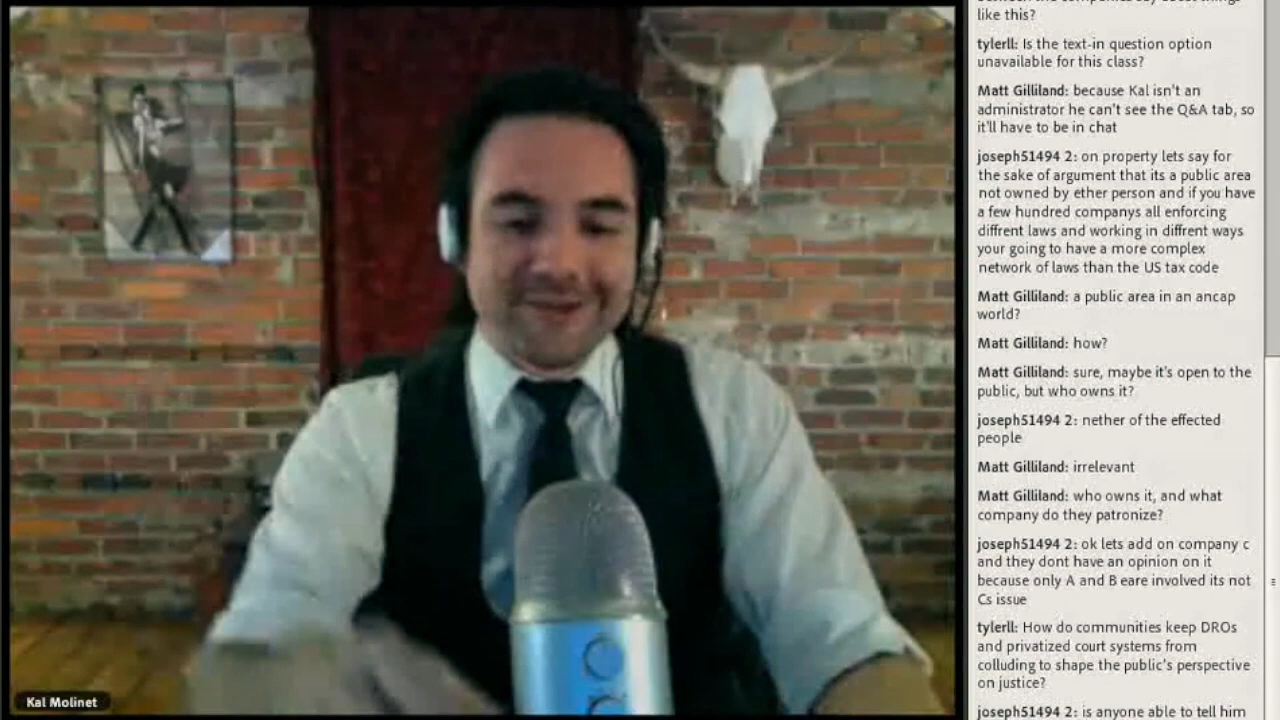 like this?
tylerll: Is the text-in question option
unavailable for this class?
Matt Gilliland: because Kal isn't an
administrator he can't see the Q&A tab, so
it'll have to be in chat
joseph51494 2: on property lets say for
the sake of argument that its a public area
not owned by ether person and if you have
a few hundred companys all enforcing
diffrent laws and working in diffrent ways
your going to have a more complex
network of laws than the US tax code
Matt Gilliland: a public area in an ancap
world?
Matt Gilliland: how?
Matt Gilliland: sure, maybe it's open to the
public, but who owns it?
joseph51494 2: nether of the effected
people
Matt Gilliland: irrelevant
Matt Gilliland: who owns it, and what
company do they patronize?
joseph51494 2: ok lets add on company c
and they dont have an opinion on it
because only A and B eare involved its not
Cs issue
tylerll: How do communities keep DROs
and privatized court systems from
colluding to shape the public's perspective
on justice?
joseph51494 2: is anyone able to tell him
Kal Molinet